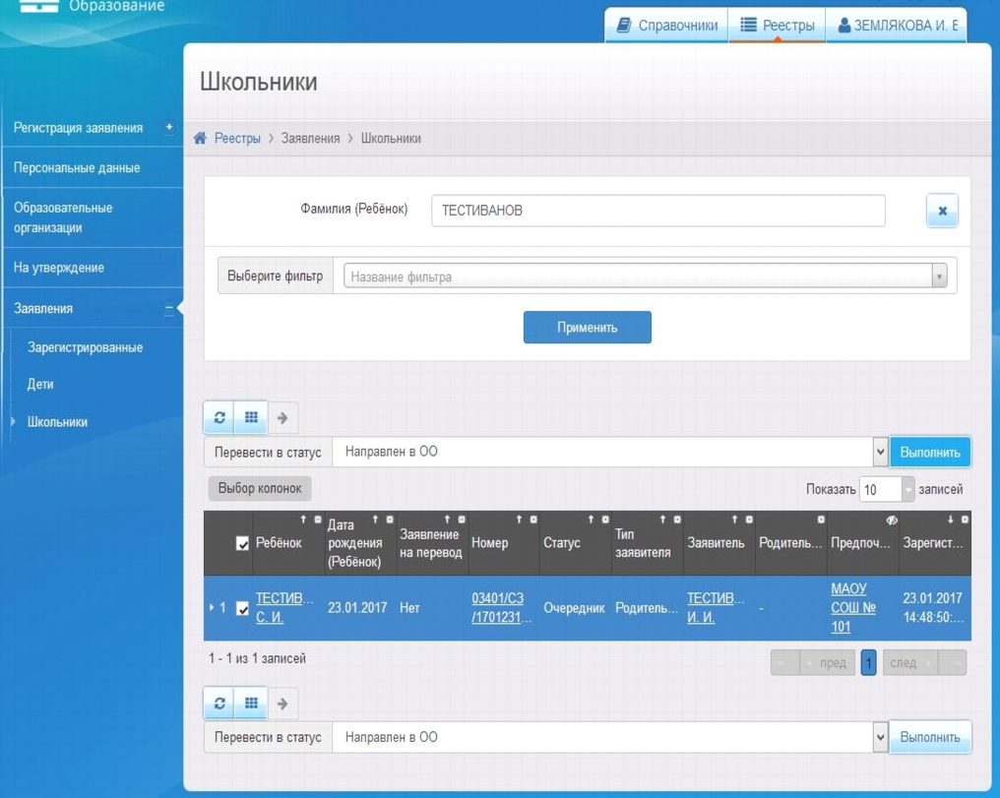 Образование
Справочники
Реестры
ЗЕМЛЯКОВА И. Е
Школьники
Регистрация заявления
Персональные данные
Образовательные
организации
На утверждение
Заявления
Зарегистрированные
Дети
Школьники
Реестры > Заявления > Школьники
Фамилия (Ребёнок) ТЕСТИВАНОВ
Выберите фильтр Название фильтра
Применить
Перевести в статус Направлен в ОО Выполнить
Выбор колонок
Показать 10 записей
Ребёнок
Дата
рождения
(Ребёнок)
Заявление
на перевод
Номер
Статус
Тип
заявителя
Заявитель
Родитель...
Предпоч...
Зарегист...
1
ТЕСТИВ...
С. И.
23.01.2017
Нет
03401/СЗ
/1701231...
Очередник
Родитель...
ТЕСТИВ...
И. И.
-
МАОУ
СОШ №
101
23.01.2017
14:48:50:...
1 - 1 из 1 записей
пред 1 след
Перевести в статус Направлен в ОО Выполнить